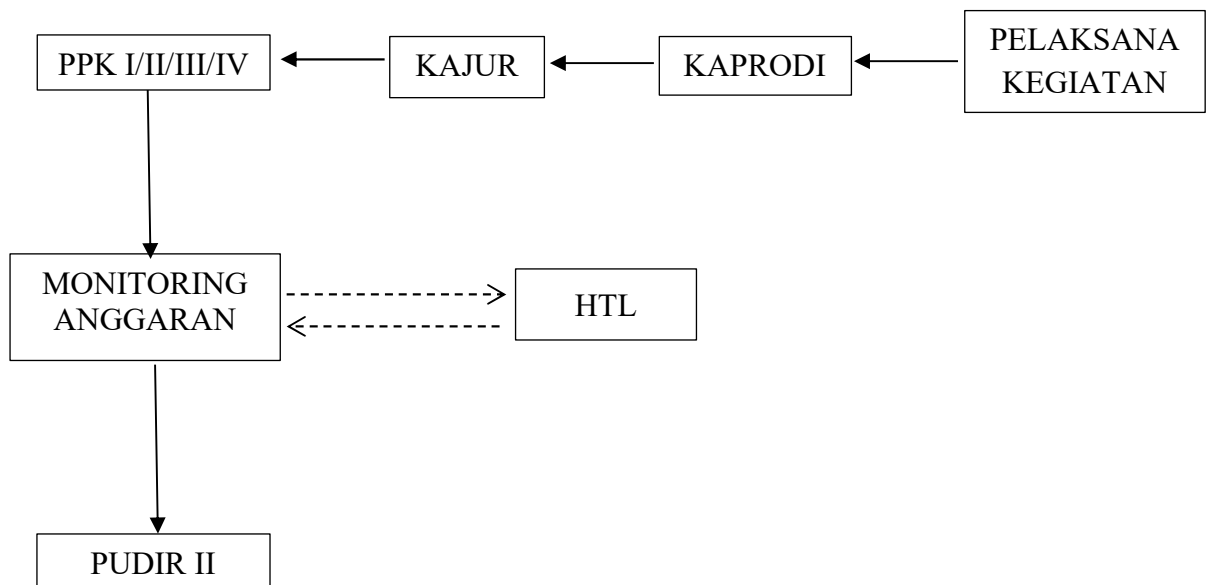 PPK I/II/III/IV
KAJUR
KAPRODI
PELAKSANA
KEGIATAN
MONITORING
ANGGARAN
HTL
PUDIR II